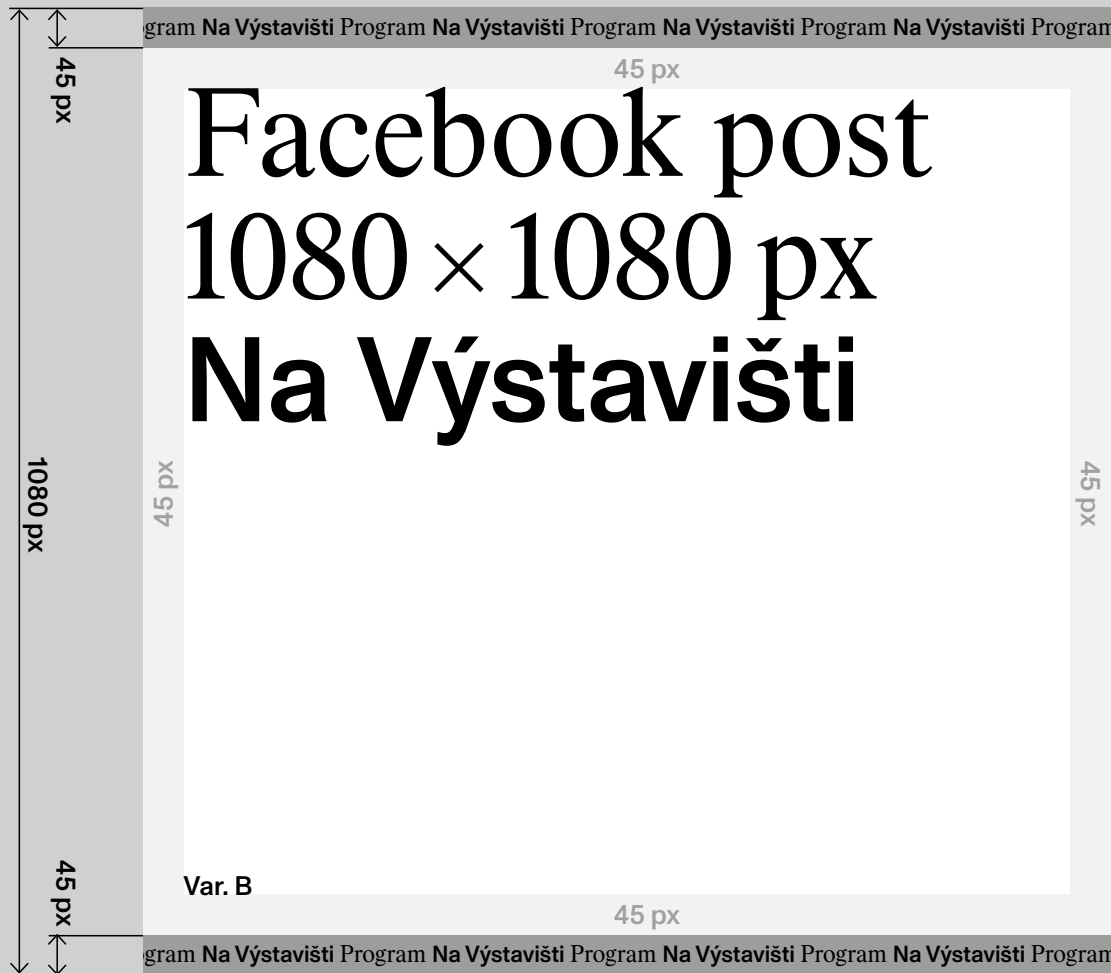 gram Na Výstavišti Program Na Výstavišti Program Na Výstavišti Program Na Výstavišti Program
45 px
45 px
Facebook post
1080 × 1080 px
Na Výstavišti
1080 px
45 px
45 px
Var. B
45 px
45 px
gram Na Výstavišti Program Na Výstavišti Program Na Výstavišti Program Na Výstavišti Program